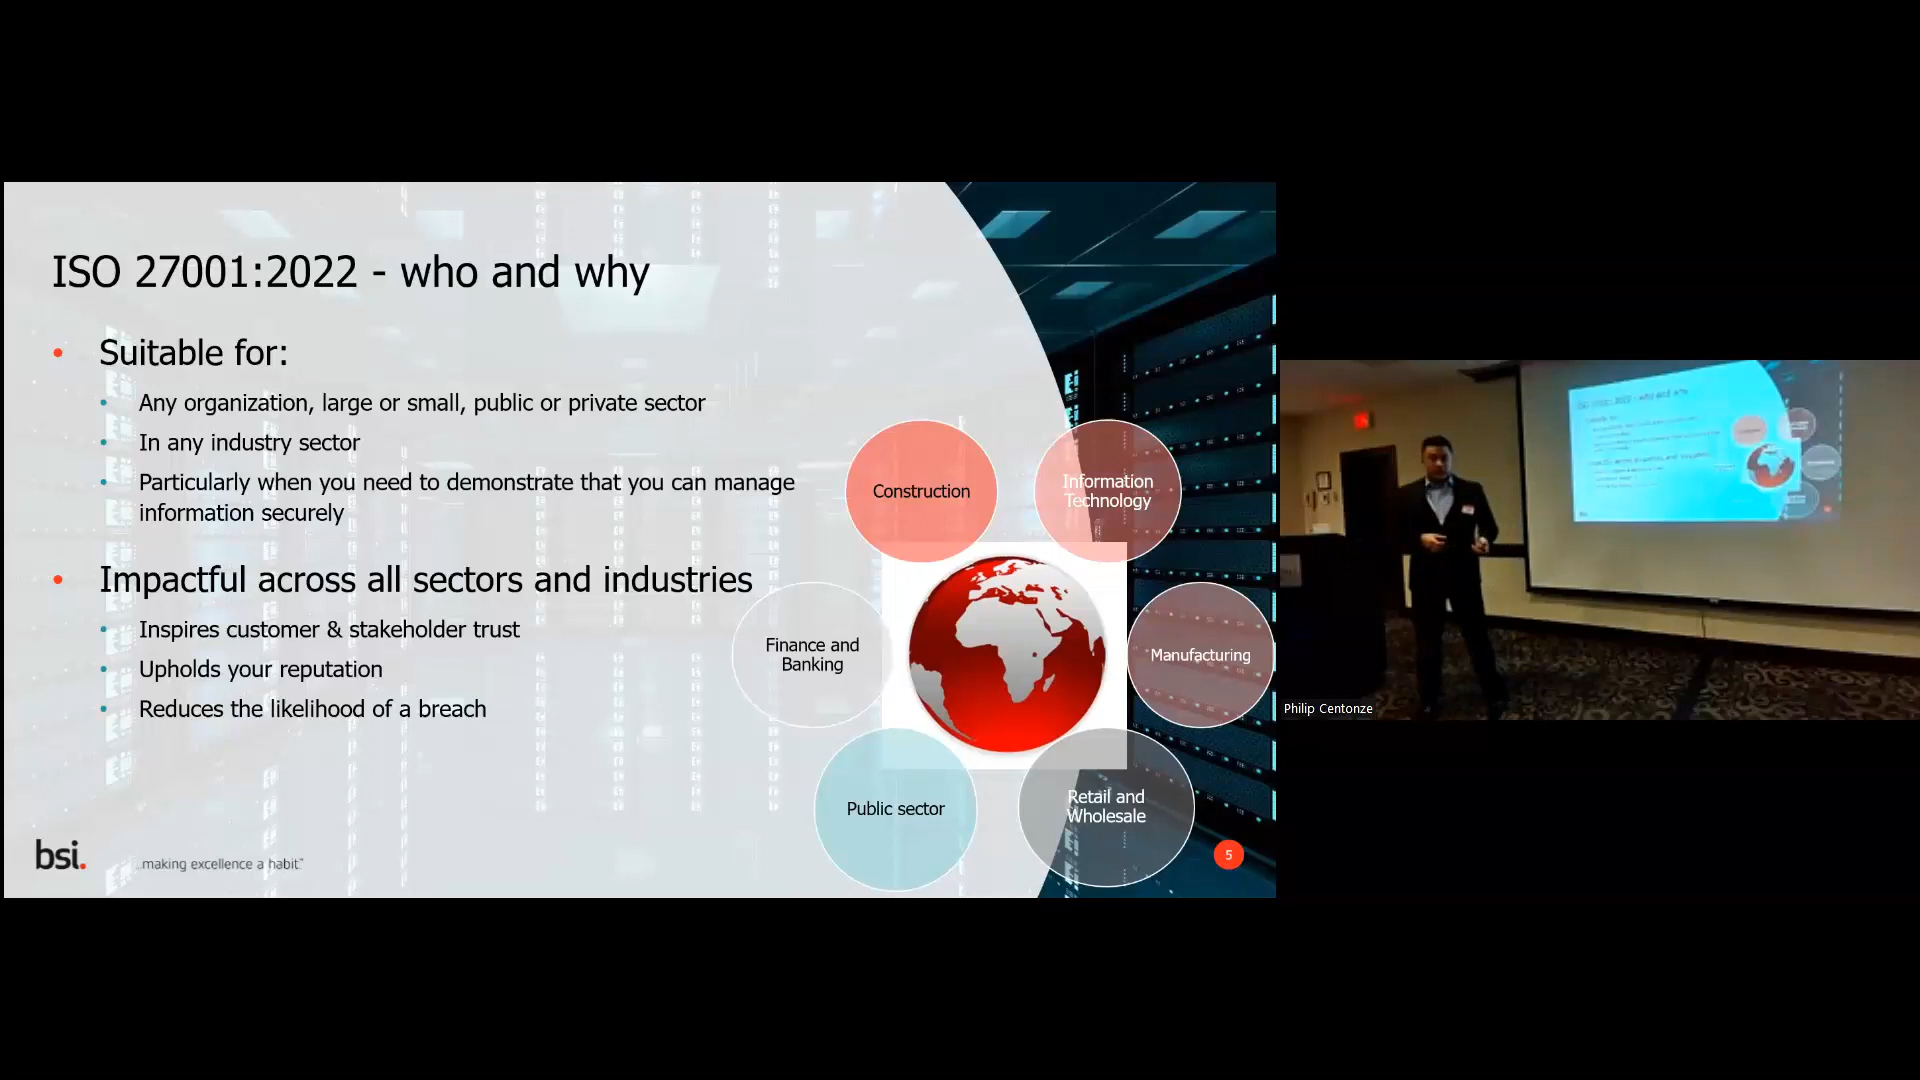 ISO 27001:2022 - who and why
Suitable for:
Any organization, large or small, public or private sector
In any industry sector
Particularly when you need to demonstrate that you can manage
information securely
Impactful across all sectors and industries
Inspires customer & stakeholder trust
Upholds your reputation
Reduces the likelihood of a breach
Construction
Information
Technology
Finance and
Banking
Manufacturing
Public sector
Retail and
Wholesale
bsi.
...making excellence a habit.™
5
Philip Centonze